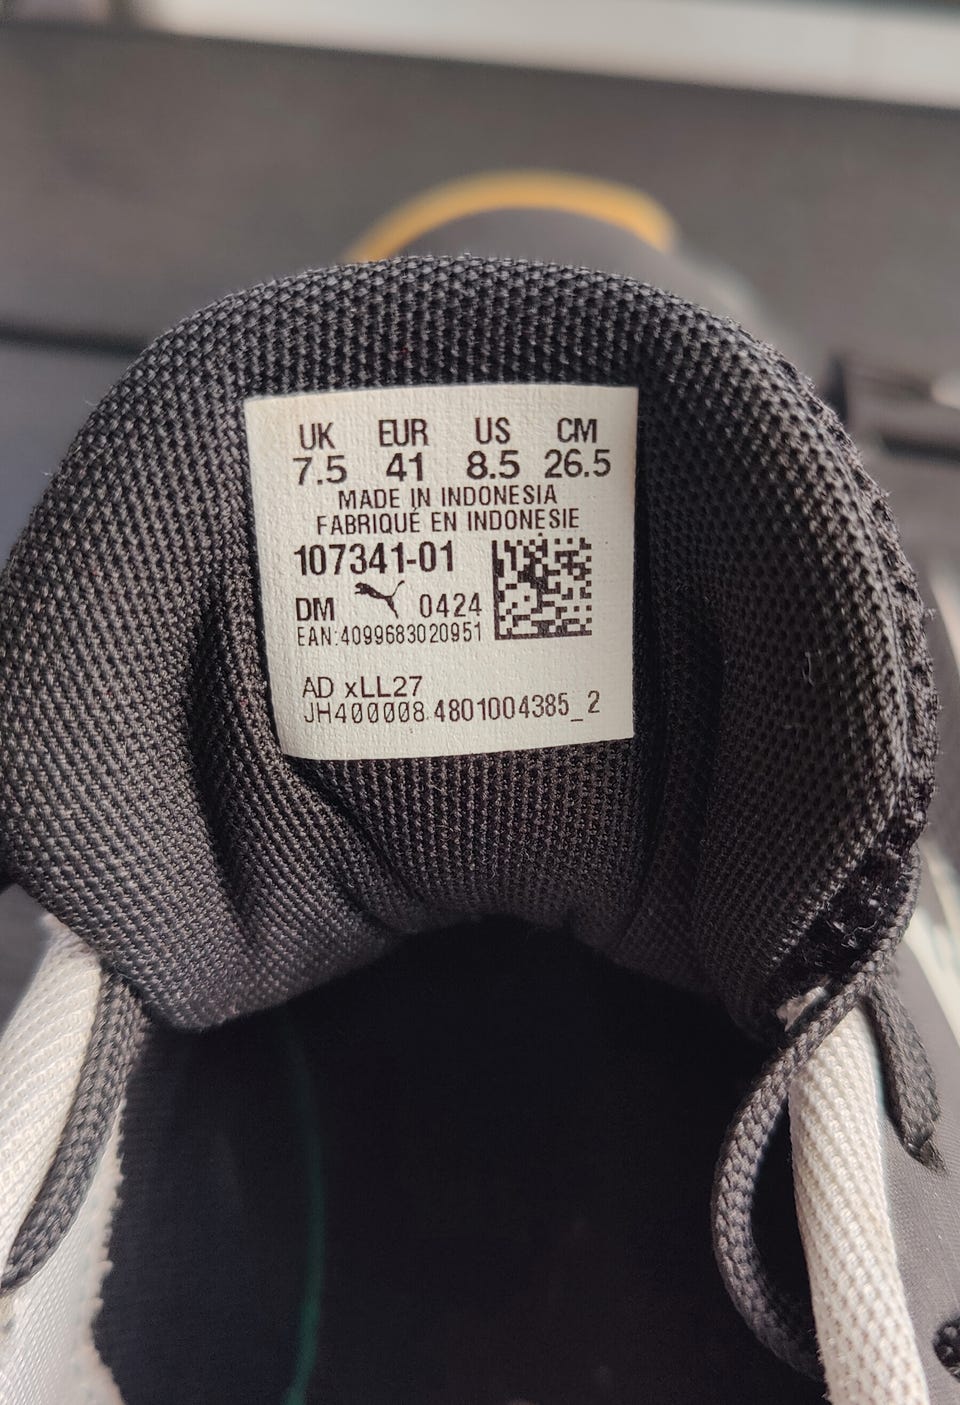 UK EUR US CM
7.5 41 8.5 26.5
MADE IN INDONESIA
FABRIQUÉ EN INDONESIE
107341-01
DM 0424
EAN:4099683020951
AD xLL27
JH400008.4801004385_2